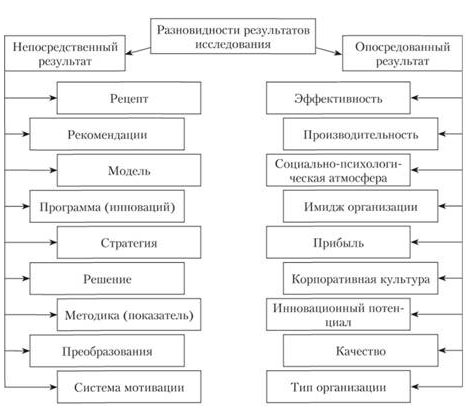 Разновидности результатов
исследования
Непосредственный
результат
Опосредованный
результат
Рецепт
Эффективность
Рекомендации
Производительность
Модель
Социально-психологи-
ческая атмосфера
Программа (инноваций)
Имидж организации
Стратегия
Прибыль
Решение
Корпоративная культура
Методика (показатель)
Инновационный потен-
циал
Преобразования
Качество
Система мотивации
Тип организации